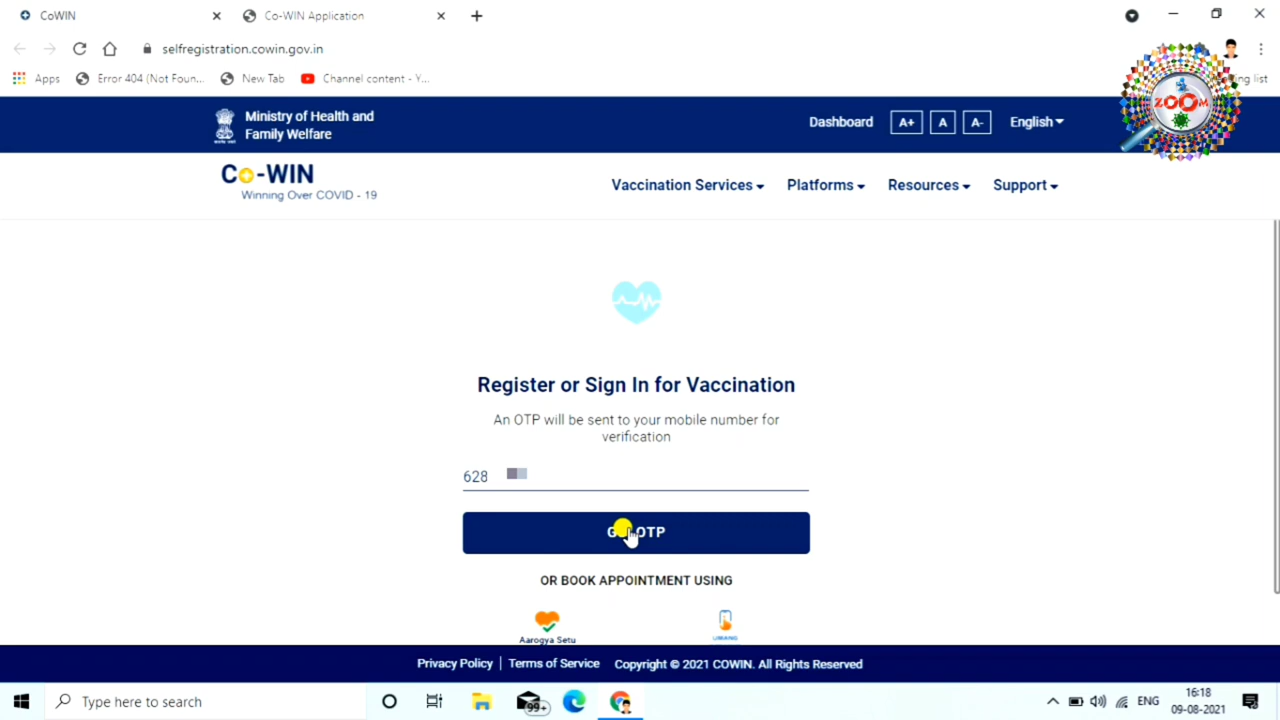 CoWIN
Co-WIN Application
selfregistration.cowin.gov.in
Apps
Error 404 (Not Foun...
New Tab
Channel content - Y...
list
ZOOM
Ministry of Health and
Family Welfare
Dashboard
A+
A
A-
English
Co-WIN
Winning Over COVID - 19
Vaccination Services
Platforms
Resources
Support
Register or Sign In for Vaccination
An OTP will be sent to your mobile number for
verification
628
OTP
OR BOOK APPOINTMENT USING
Aarogya Setu
UMANG
Privacy Policy | Terms of Service
Copyright © 2021 COWIN. All Rights Reserved
Type here to search
99+
ENG
16:18
09-08-2021